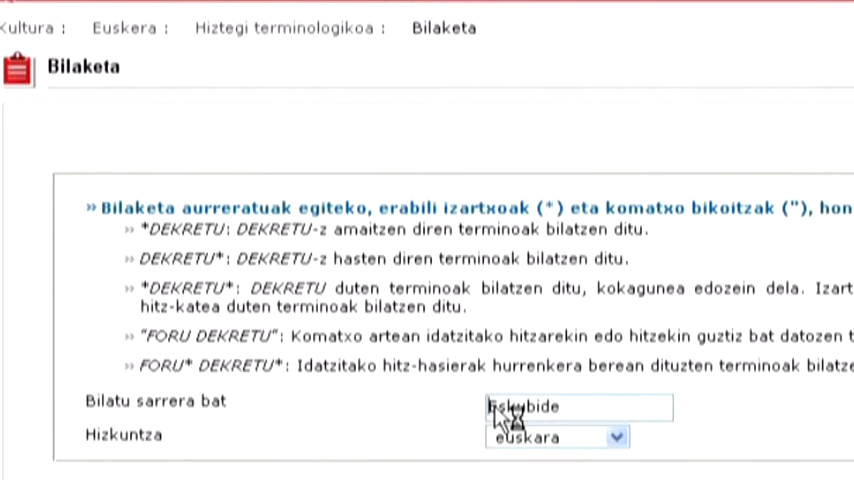 Kultura : Euskera : Hiztegi terminologikoa : Bilaketa
Bilaketa
» Bilaketa aurreratuak egiteko, erabili izartxoak (*) eta komatxo bikoitzak ("), hon
» *DEKRETU: DEKRETU-z amaitzen diren terminoak bilatzen ditu.
» DEKRETU*: DEKRETU-z hasten diren terminoak bilatzen ditu.
» *DEKRETU*: DEKRETU duten terminoak bilatzen ditu, kokagunea edozein dela. Izart
hitz-katea duten terminoak bilatzen ditu.
» "FORU DEKRETU": Komatxo artean idatzitako hitzarekin edo hitzekin guztiz bat datozen t
» FORU* DEKRETU*: Idatzitako hitz-hasierak hurrenkera berean dituzten terminoak bilatze
Bilatu sarrera bat Eskubide
Hizkuntza euskara